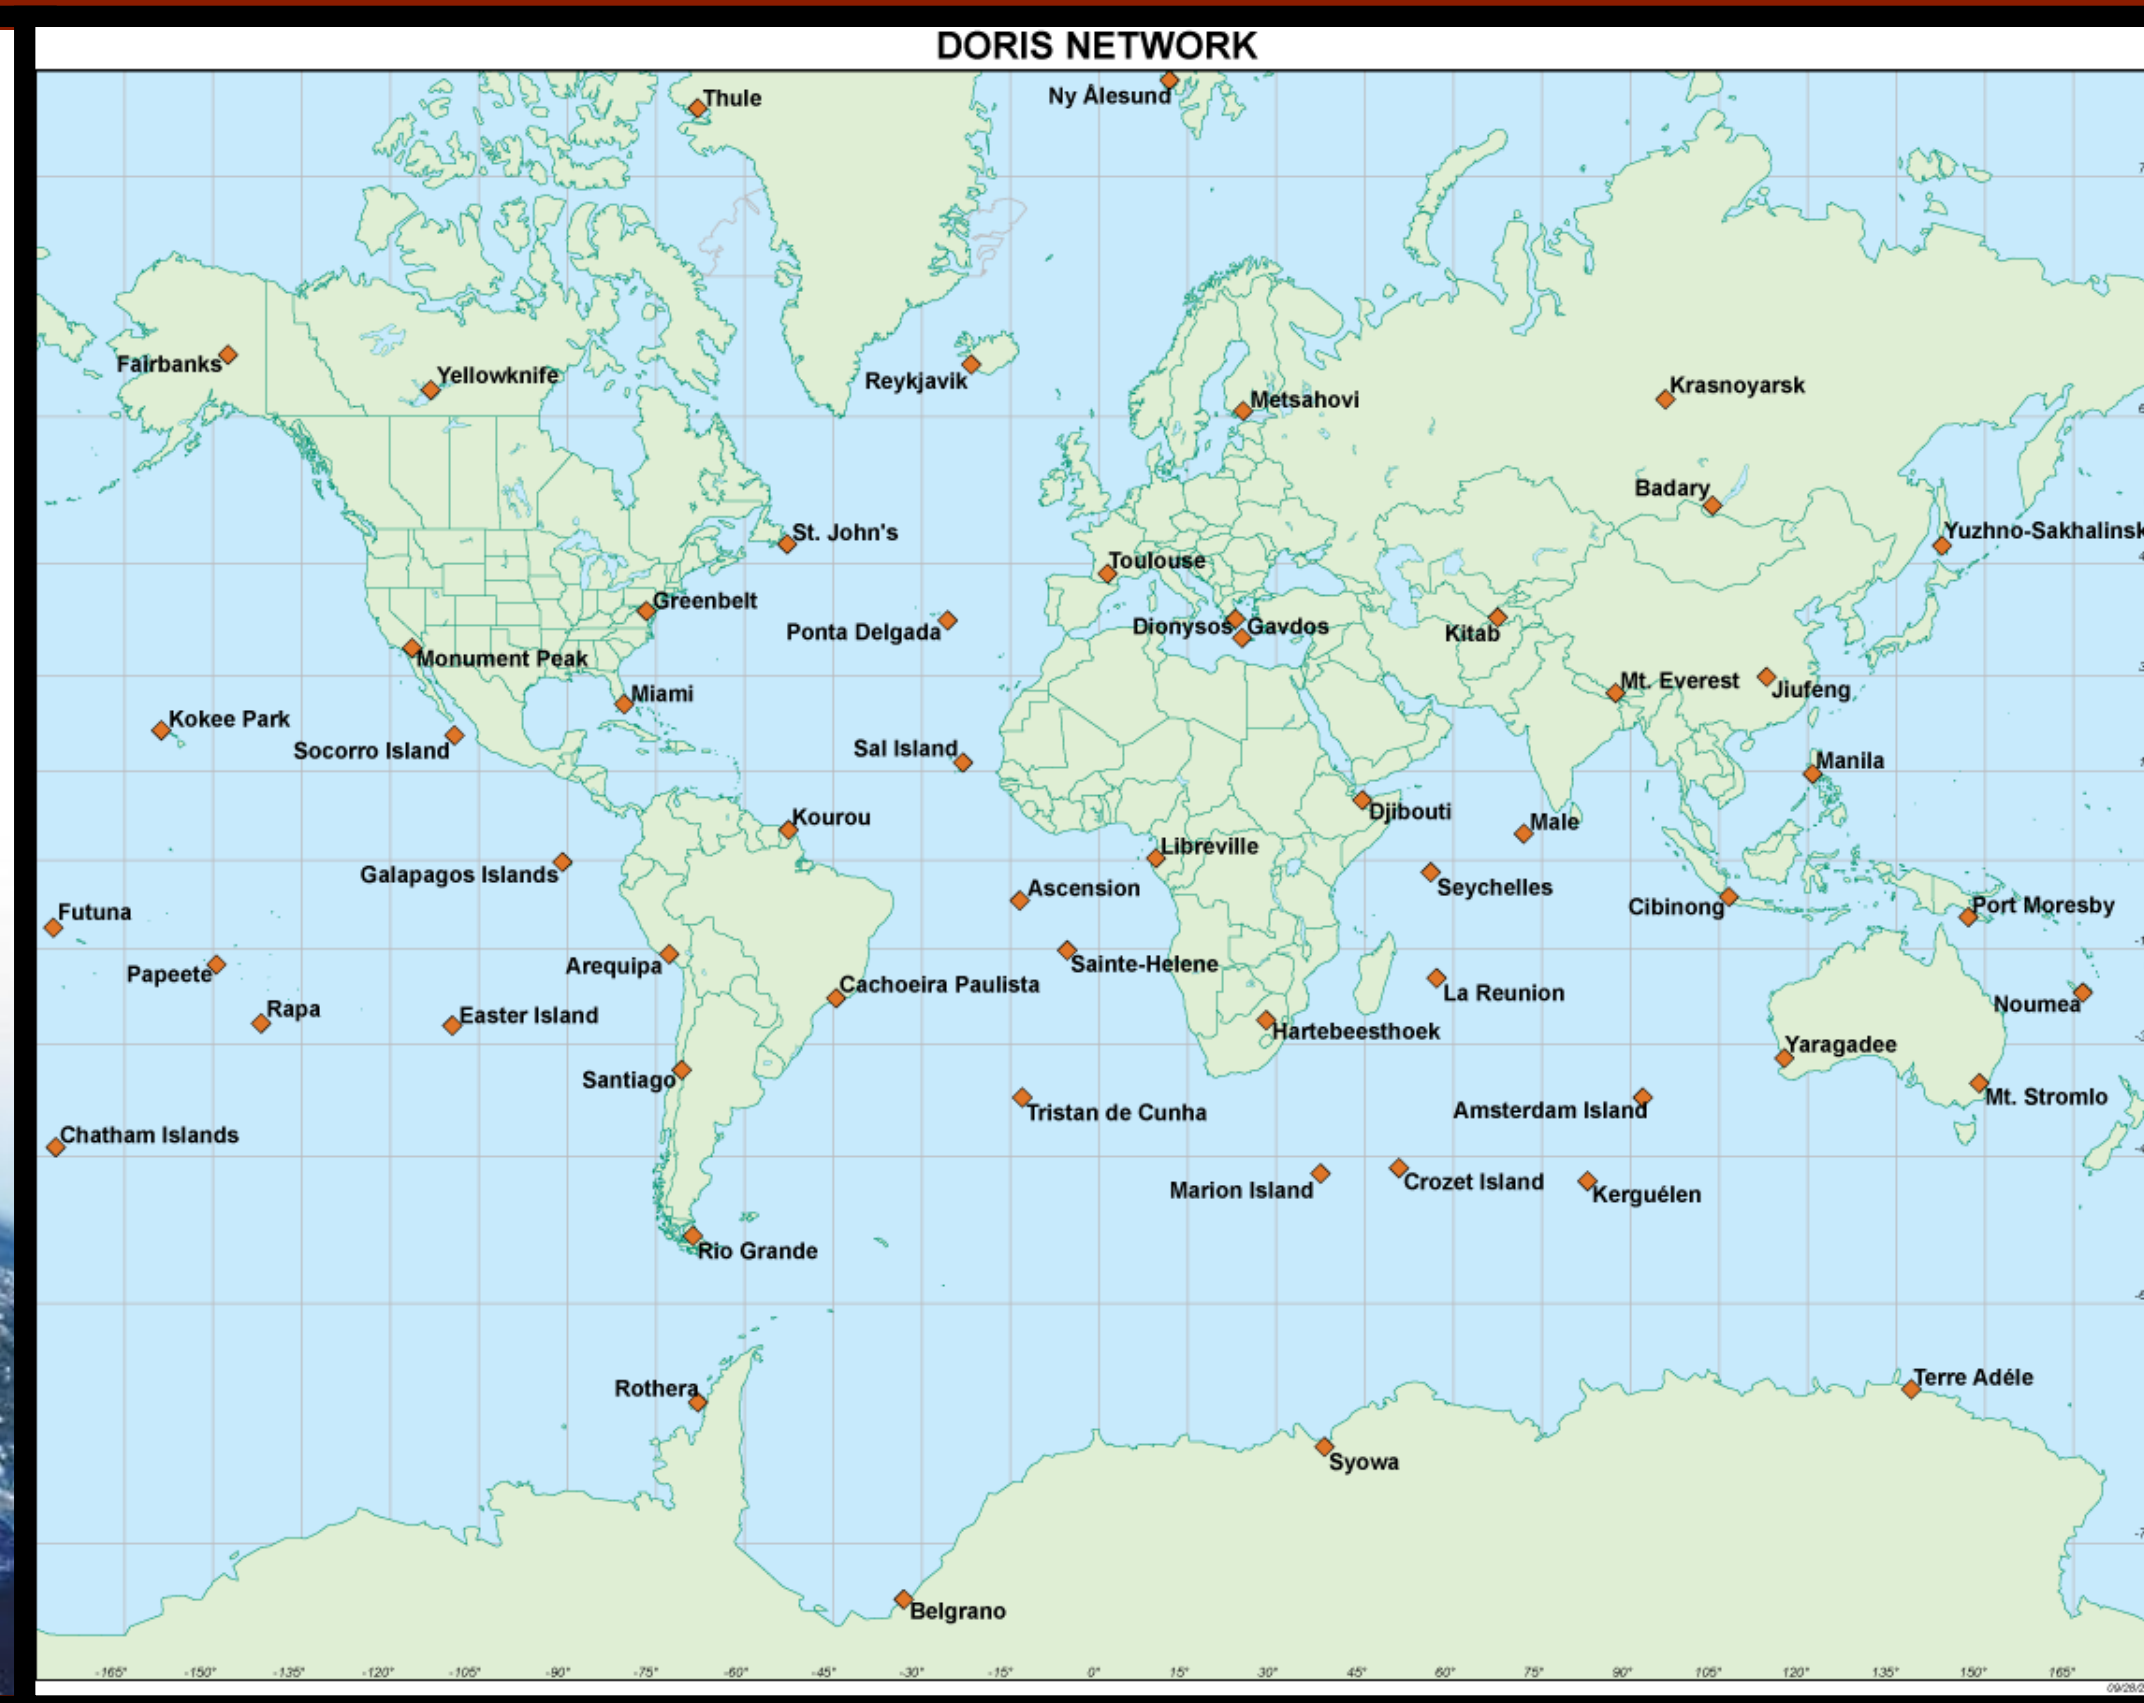 DORIS NETWORK
Thule
Ny Ålesund
Fairbanks
Yellowknife
Reykjavik
Metsahovi
Krasnoyarsk
Badary
St. John's
Yuzhno-Sakhalinsk
Toulouse
Greenbelt
Ponta Delgada
Dionysos
Gavdos
Kitab
Monument Peak
Mt. Everest
Jiufeng
Miami
Kokee Park
Socorro Island
Sal Island
Manila
Djibouti
Kourou
Male
Libreville
Galapagos Islands
Ascension
Seychelles
Cibinong
Port Moresby
Futuna
Arequipa
Sainte-Helene
Papeete
Cachoeira Paulista
La Reunion
Noumea
Rapa
Easter Island
Hartebeesthoek
Yaragadee
Santiago
Tristan de Cunha
Amsterdam Island
Mt. Stromlo
Chatham Islands
Marion Island
Crozet Island
Kerguélen
Rio Grande
Rothera
Terre Adéle
Syowa
Belgrano
-165° -150° -135° -120° -105° -90° -75° -60° -45° -30° -15° 0° 15° 30° 45° 60° 75° 90° 105° 120° 135° 150° 165°
09/28/2